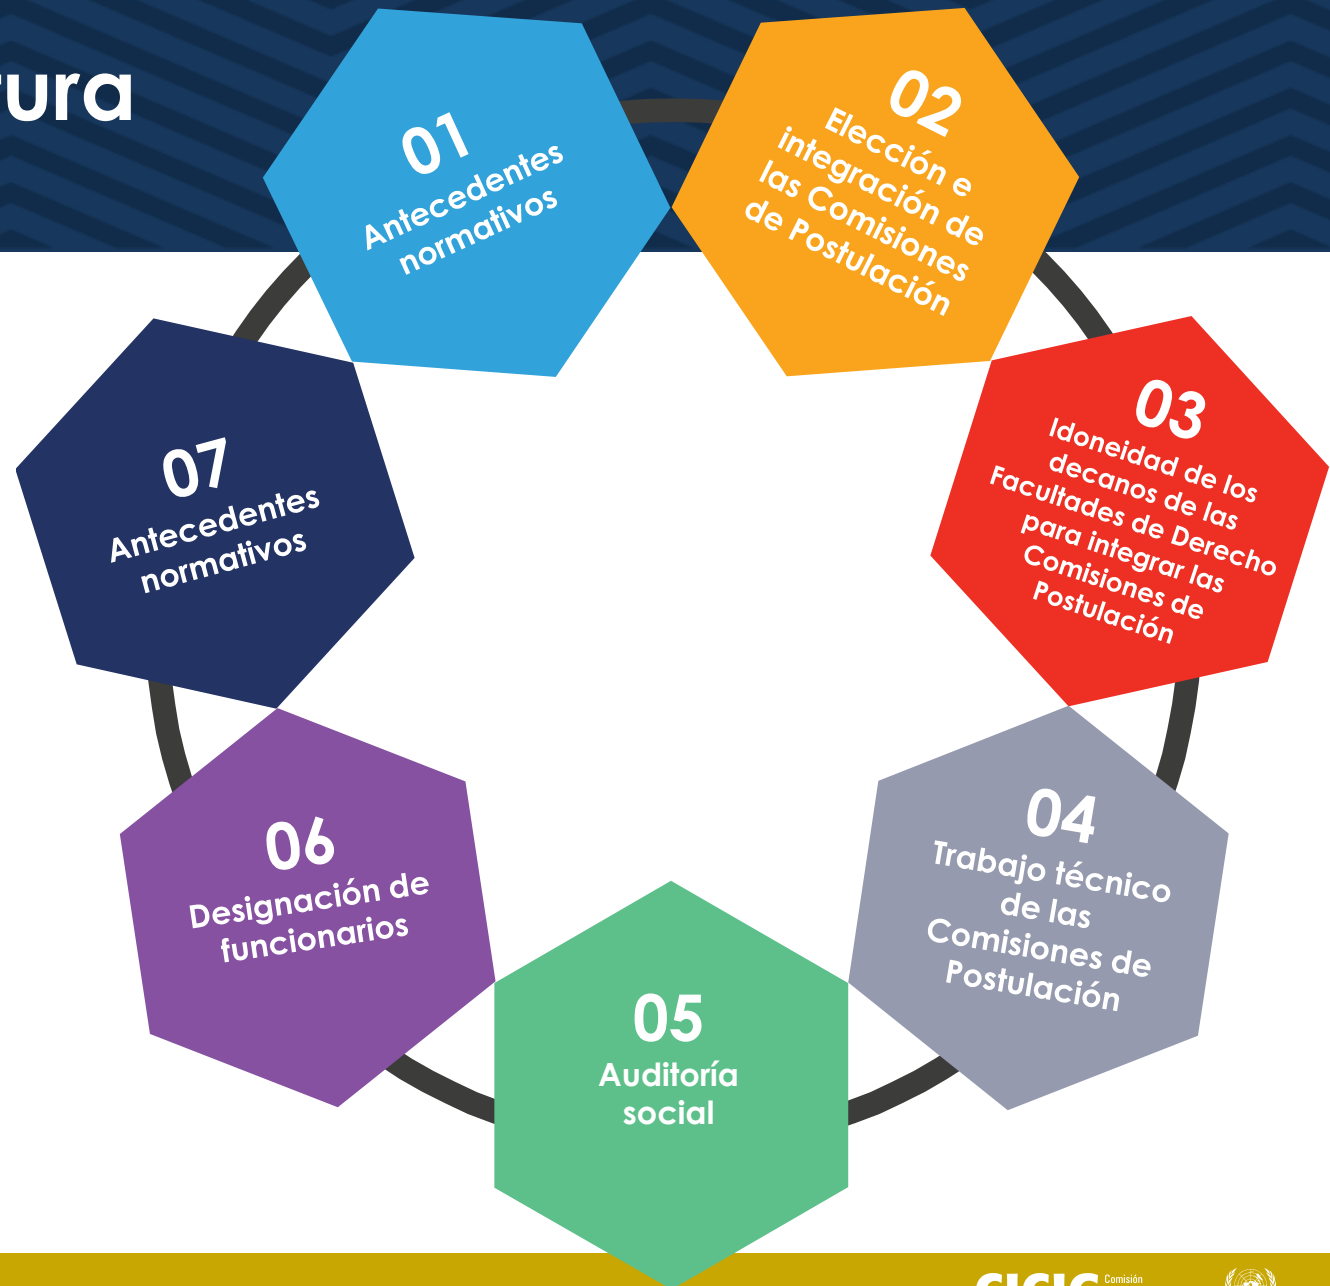 tura
01
Antecedentes
normativos
02
Elección e
integración de
las Comisiones
de Postulación
03
Idoneidad de los
decanos de las
Facultades de Derecho
para integrar las
Comisiones de
Postulación
04
Trabajo técnico
de las
Comisiones de
Postulación
05
Auditoría
social
06
Designación de
funcionarios
07
Antecedentes
normativos
CICIG
Comisión